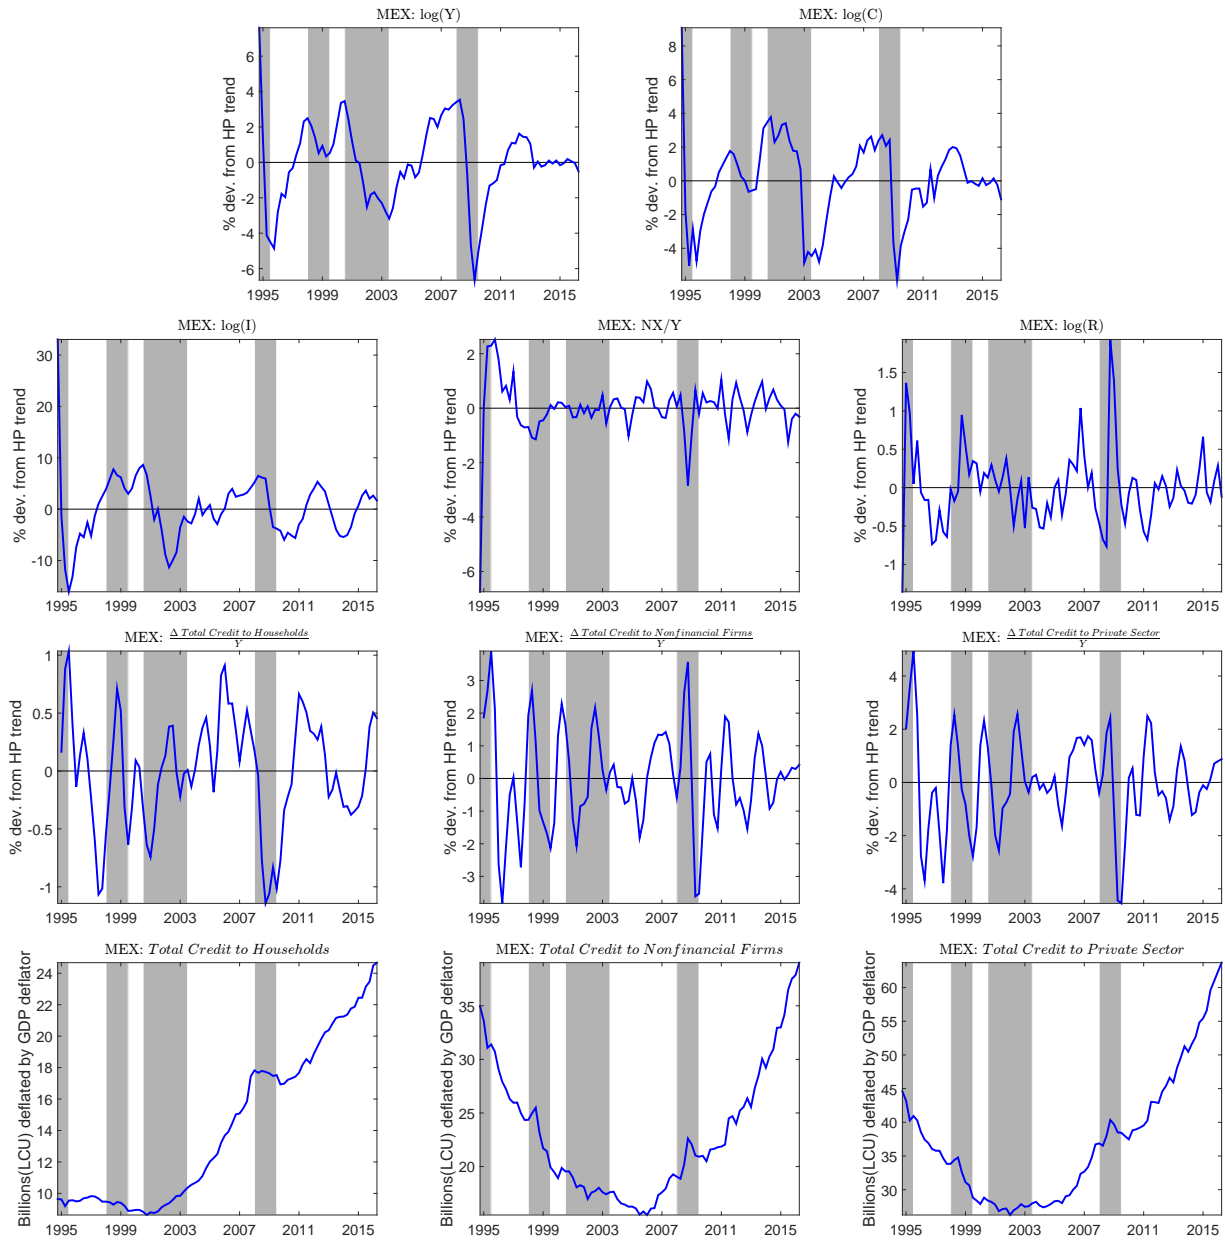 MEX: log(Y)
% dev. from HP trend
6
4
2
0
-2
-4
-6
1995 1999 2003 2007 2011 2015
MEX: log(C)
% dev. from HP trend
8
6
4
2
0
-2
-4
1995 1999 2003 2007 2011 2015
MEX: log(I)
% dev. from HP trend
30
20
10
0
-10
1995 1999 2003 2007 2011 2015
MEX: NX/Y
% dev. from HP trend
2
0
-2
-4
-6
1995 1999 2003 2007 2011 2015
MEX: log(R)
% dev. from HP trend
1.5
1
0.5
0
-0.5
-1
1995 1999 2003 2007 2011 2015
MEX: Δ Total Credit to Households / Y
% dev. from HP trend
1
0.5
0
-0.5
-1
1995 1999 2003 2007 2011 2015
MEX: Δ Total Credit to Nonfinancial Firms / Y
% dev. from HP trend
3
2
1
0
-1
-2
-3
1995 1999 2003 2007 2011 2015
MEX: Δ Total Credit to Private Sector / Y
% dev. from HP trend
4
2
0
-2
-4
1995 1999 2003 2007 2011 2015
MEX: Total Credit to Households
Billions(LCU) deflated by GDP deflator
24
22
20
18
16
14
12
10
1995 1999 2003 2007 2011 2015
MEX: Total Credit to Nonfinancial Firms
Billions(LCU) deflated by GDP deflator
35
30
25
20
1995 1999 2003 2007 2011 2015
MEX: Total Credit to Private Sector
Billions(LCU) deflated by GDP deflator
60
55
50
45
40
35
30
1995 1999 2003 2007 2011 2015